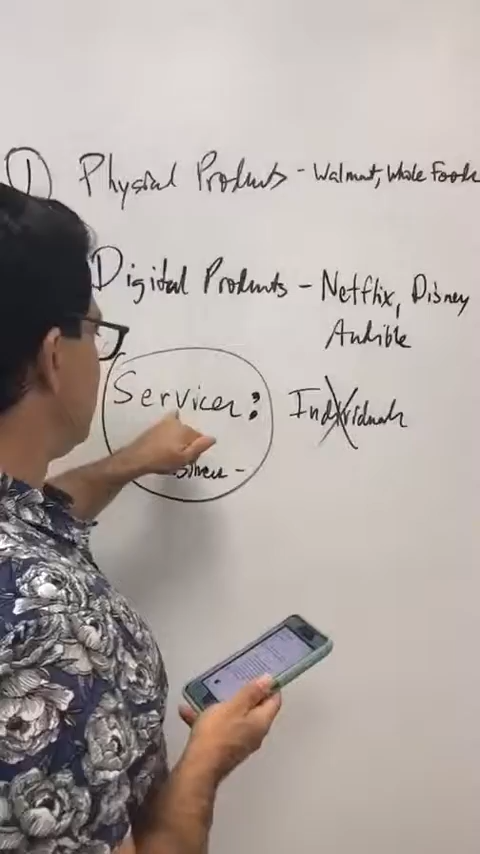 ① Physical Products - Walmart, Whole Foods
Digital Products - Netflix, Disney
Audible
Services: Individuals